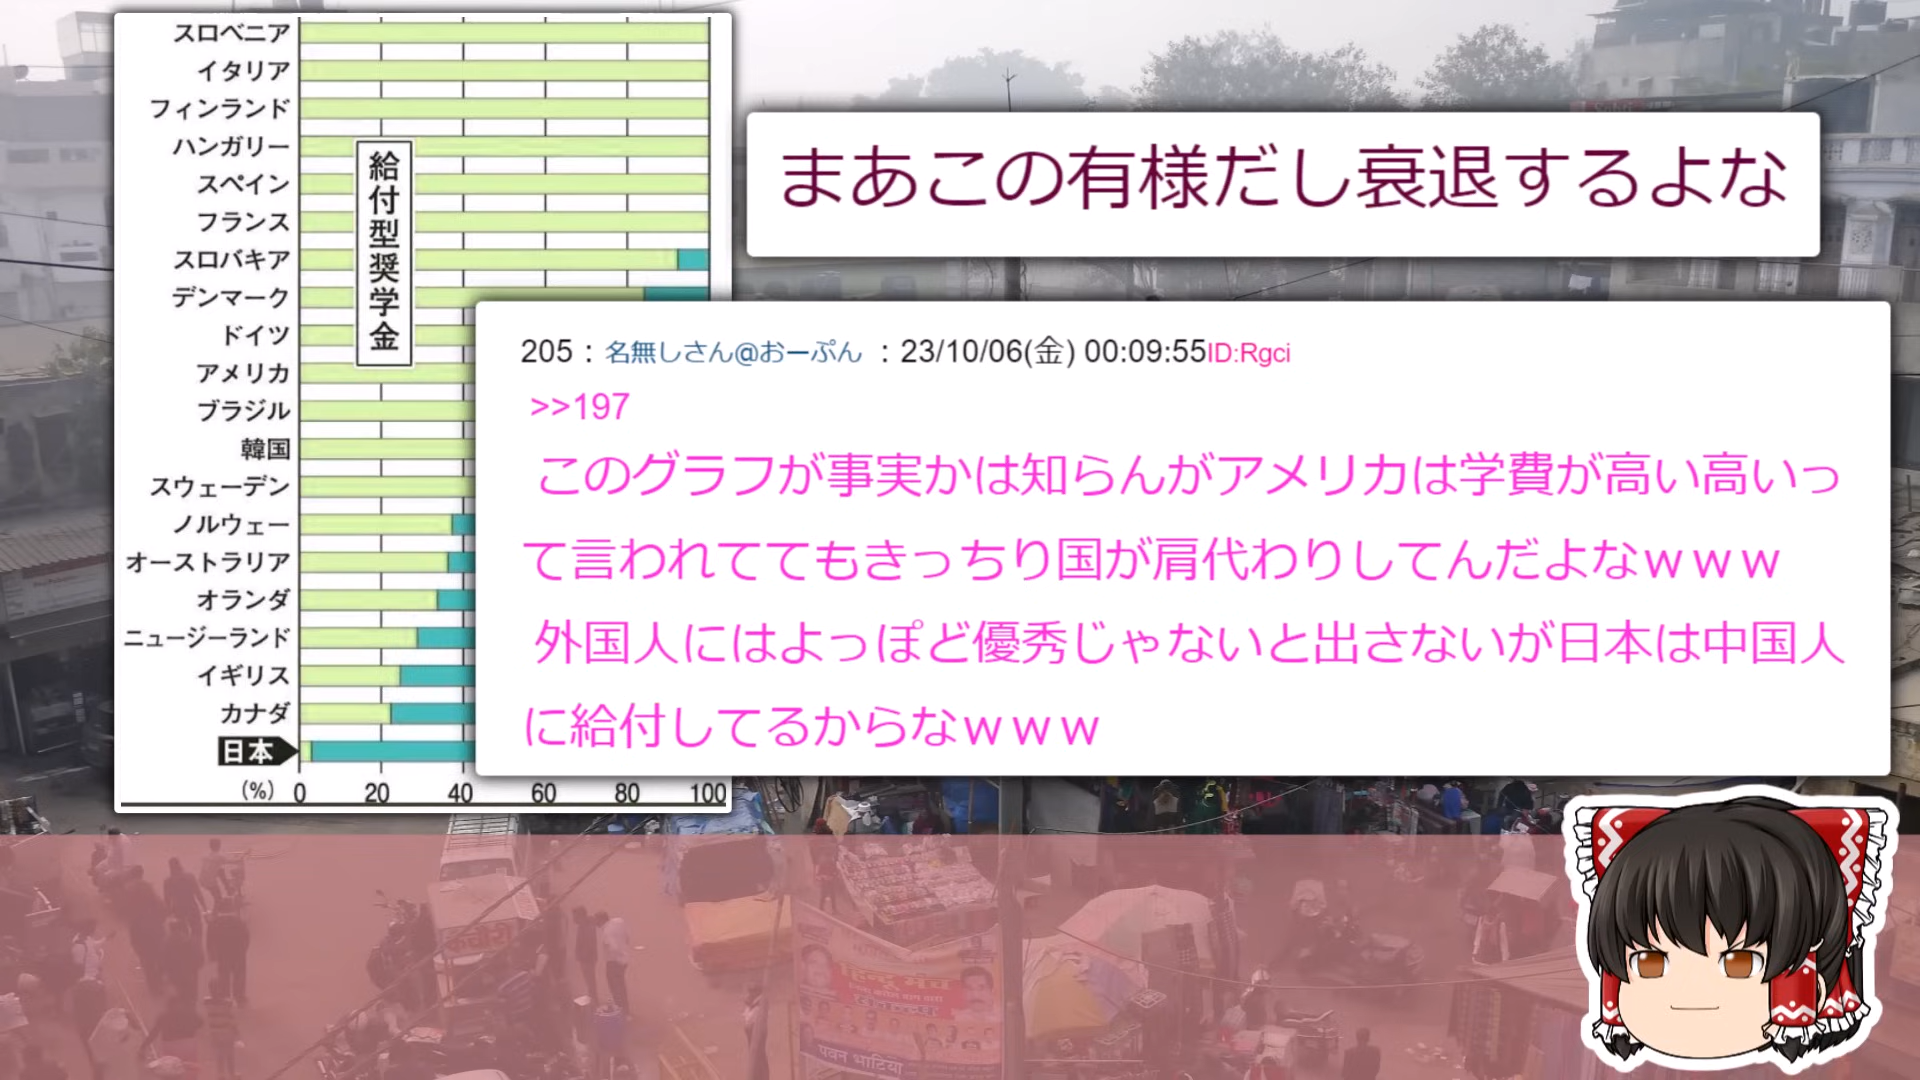 スロベニア
イタリア
フィンランド
ハンガリー
スペイン
フランス
スロバキア
デンマーク
ドイツ
アメリカ
ブラジル
韓国
スウェーデン
ノルウェー
オーストラリア
オランダ
ニュージーランド
イギリス
カナダ
日本
(%) 0 20 40 60 80 100
給付型奨学金
まあこの有様だし衰退するよな
205：名無しさん@おーぷん ：23/10/06(金) 00:09:55ID:Rgci
>>197
このグラフが事実かは知らんがアメリカは学費が高い高いっ
て言われててもきっちり国が肩代わりしてんだよなｗｗｗ
外国人にはよっぽど優秀じゃないと出さないが日本は中国人
に給付してるからなｗｗｗ
पवन भाटिया